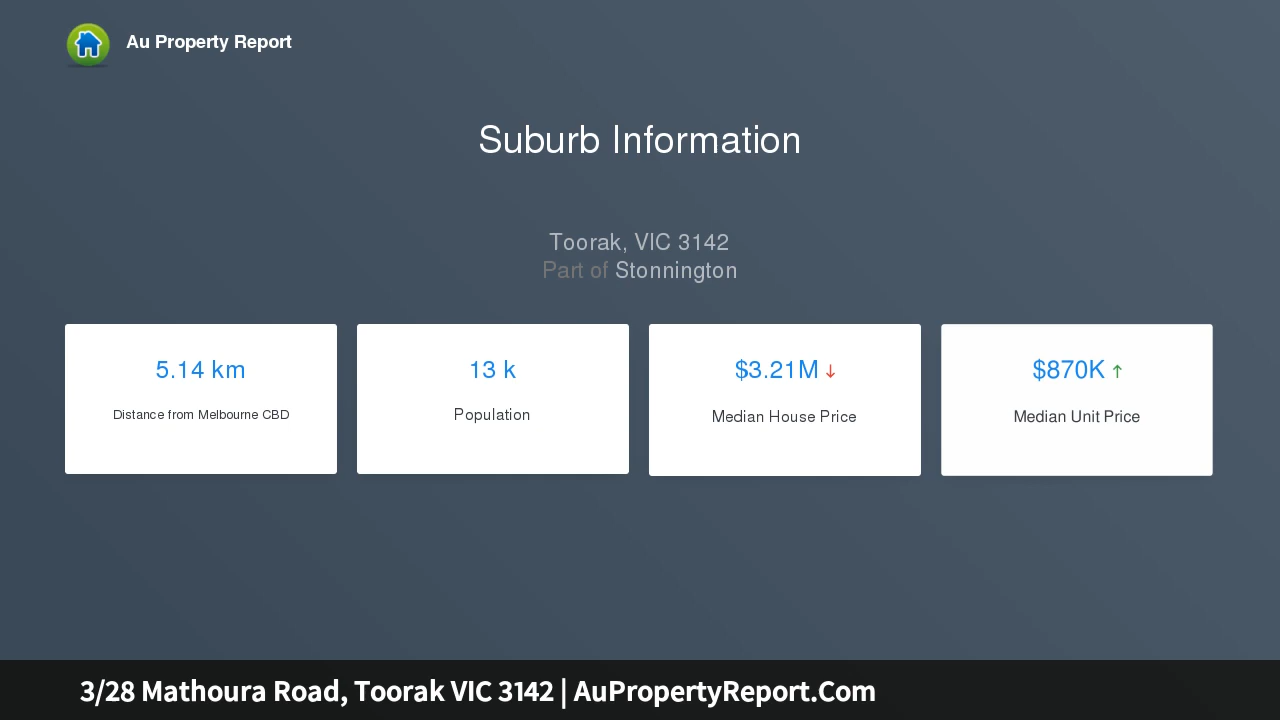 Au Property Report
Suburb Information
Toorak, VIC 3142
Part of Stonnington
5.14 km
Distance from Melbourne CBD
13 k
Population
$3.21M ↓
Median House Price
$870K ↑
Median Unit Price
3/28 Mathoura Road, Toorak VIC 3142 | AuPropertyReport.Com